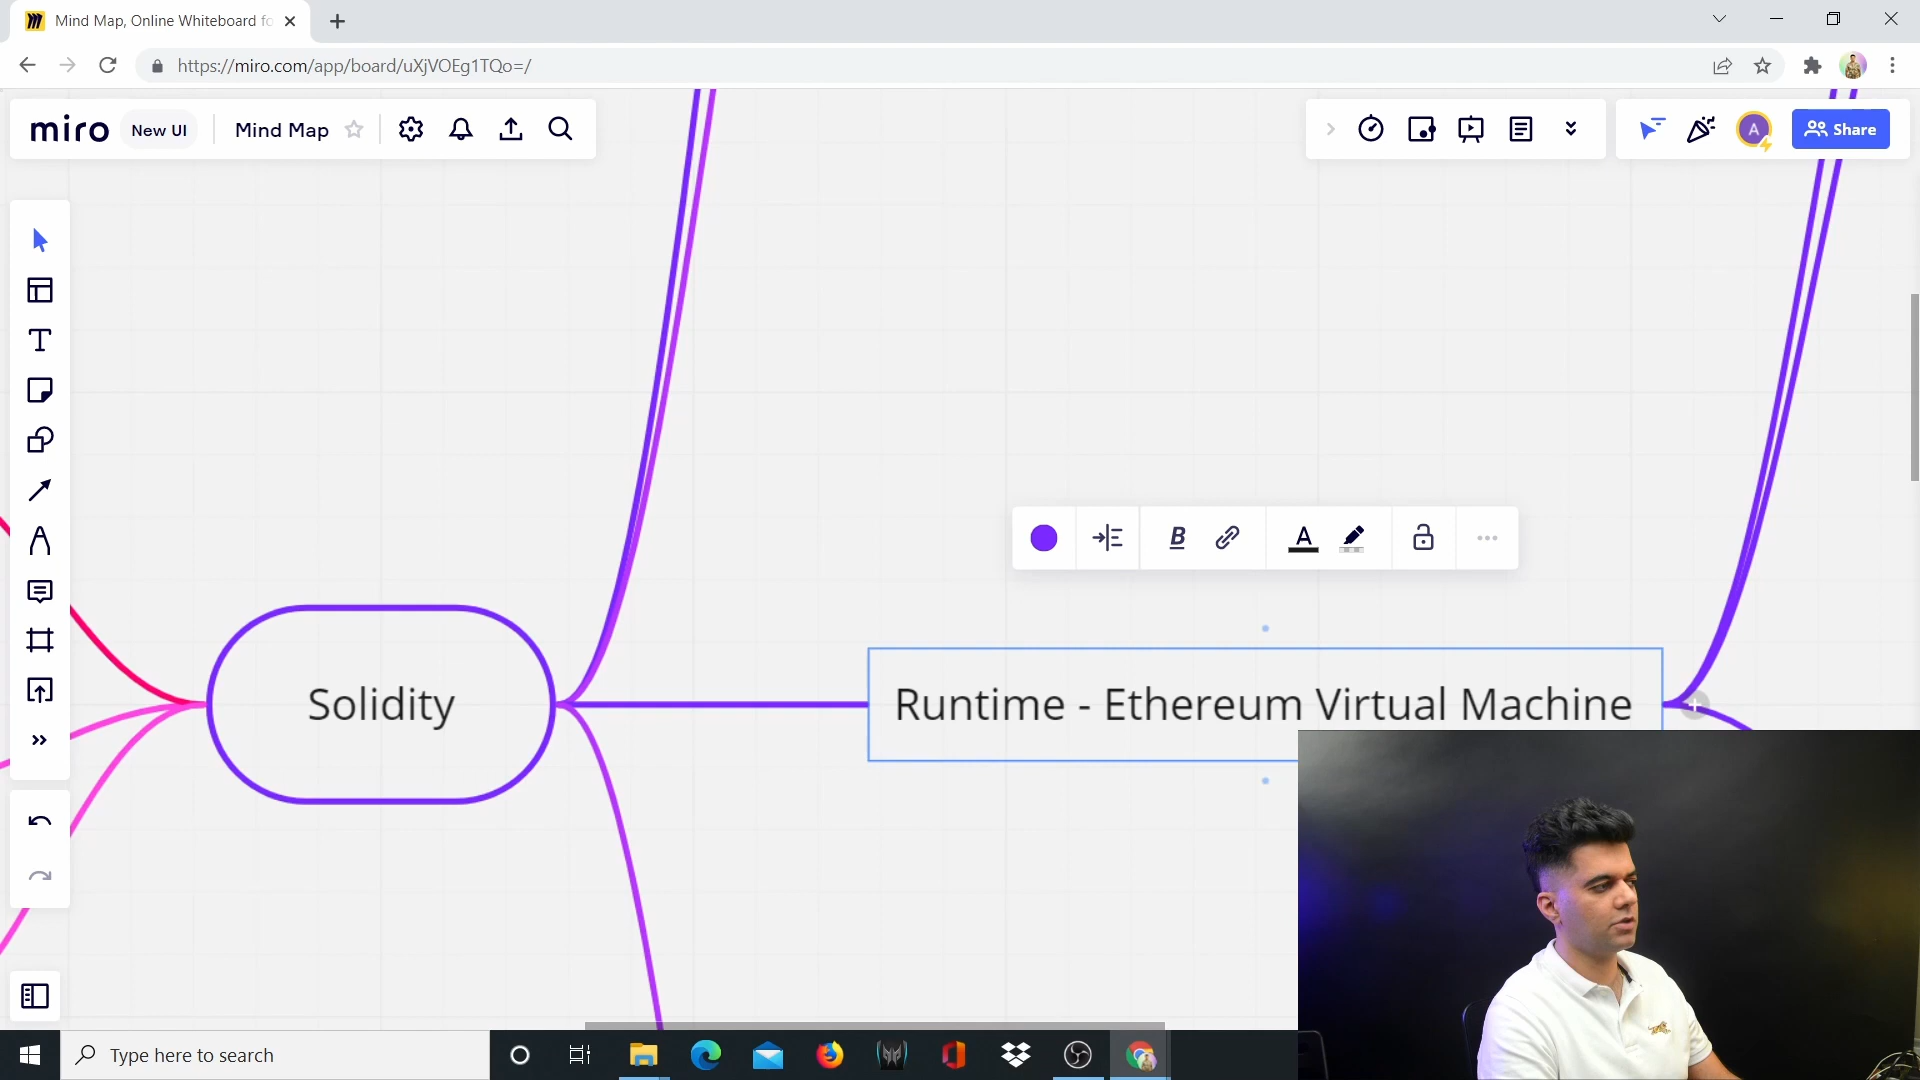 Mind Map, Online Whiteboard fo
https://miro.com/app/board/uXjVOEg1TQo=/
miro
New UI
Mind Map
A
Share
B
A
Solidity
Runtime - Ethereum Virtual Machine
Type here to search